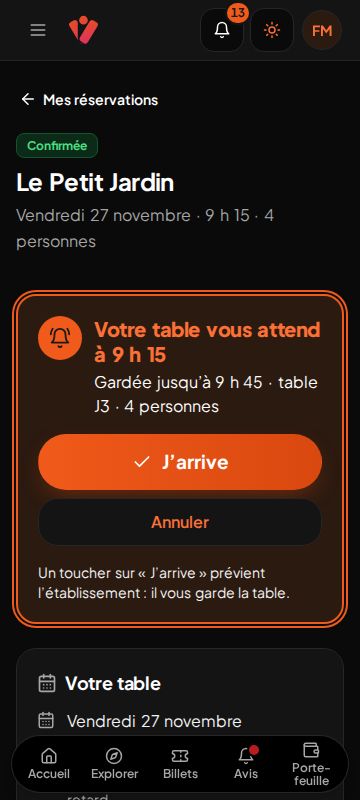 13
FM
Mes réservations
Confirmée
Le Petit Jardin
Vendredi 27 novembre · 9 h 15 · 4
personnes
Votre table vous attend
à 9 h 15
Gardée jusqu’à 9 h 45 · table
J3 · 4 personnes
J’arrive
Annuler
Un toucher sur « J’arrive » prévient
l’établissement : il vous garde la table.
Votre table
Vendredi 27 novembre
Accueil
Explorer
Billets
Avis
Porte-
feuille
retard